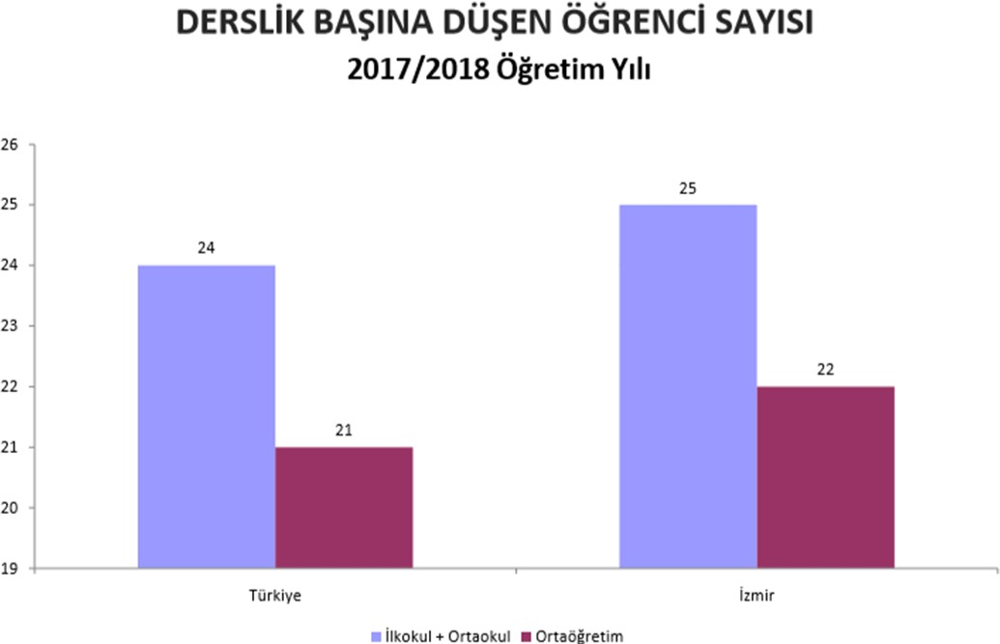 DERSLİK BAŞINA DÜŞEN ÖĞRENCİ SAYISI
2017/2018 Öğretim Yılı
26
25
24
23
22
21
20
19
24
21
25
22
Türkiye
İzmir
İlkokul + Ortaokul
Ortaöğretim